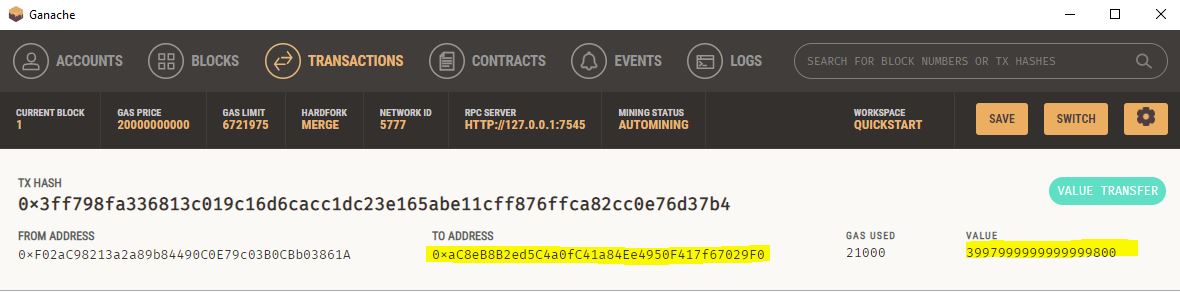 Ganache
ACCOUNTS BLOCKS TRANSACTIONS CONTRACTS EVENTS LOGS SEARCH FOR BLOCK NUMBERS OR TX HASHES
CURRENT BLOCK GAS PRICE GAS LIMIT HARDFORK NETWORK ID RPC SERVER MINING STATUS WORKSPACE
1 20000000000 6721975 MERGE 5777 HTTP://127.0.0.1:7545 AUTOMINING QUICKSTART SAVE SWITCH
TX HASH
0×3ff798fa336813c019c16d6cacc1dc23e165abe11cff876ffca82cc0e76d37b4
VALUE TRANSFER
FROM ADDRESS TO ADDRESS GAS USED VALUE
0×F02aC98213a2a89b84490C0E79c03B0CBb03861A 0×aC8eB8B2ed5C4a0fC41a84Ee4950F417f67029F0 21000 3997999999999999800